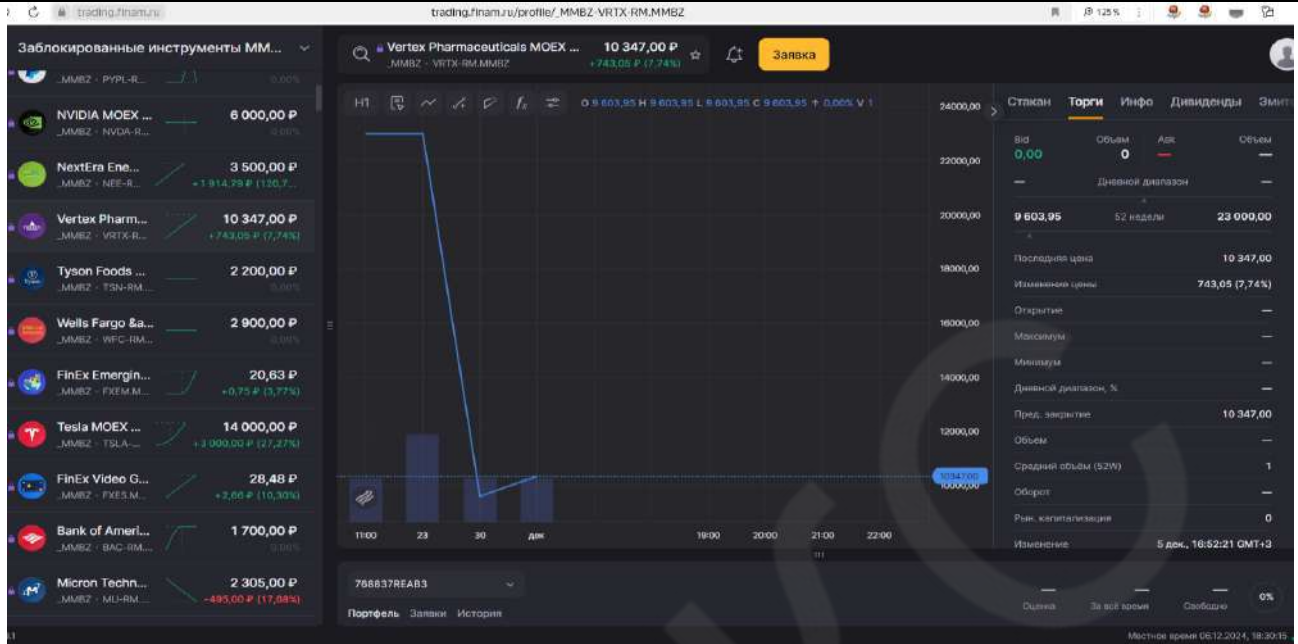 trading.finam.ru
trading.finam.ru/profile/_MMBZ-VRTX-RM.MMBZ
125 %
Заблокированные инструменты MM...
_MMBZ · PYPL-R...
0,00%
NVIDIA MOEX ...
6 000,00 ₽
_MMBZ · NVDA-R...
0,00%
NextEra Ene...
3 500,00 ₽
_MMBZ · NEE-R...
+1 914,79 ₽ (120,7...
Vertex Pharm...
10 347,00 ₽
_MMBZ · VRTX-R...
+743,05 ₽ (7,74%)
Tyson Foods ...
2 200,00 ₽
_MMBZ · TSN-RM....
0,00%
Wells Fargo &a...
2 900,00 ₽
_MMBZ · WFC-RM...
0,00%
FinEx Emergin...
20,63 ₽
_MMBZ · FXEM.M...
+0,75 ₽ (3,77%)
Tesla MOEX ...
14 000,00 ₽
_MMBZ · TSLA-...
+3 000,00 ₽ (27,27%)
FinEx Video G...
28,48 ₽
_MMBZ · FXES.M...
+2,66 ₽ (10,30%)
Bank of Ameri...
1 700,00 ₽
_MMBZ · BAC-RM....
0,00%
Micron Techn...
2 305,00 ₽
_MMBZ · MU-RM....
-495,00 ₽ (17,68%)
Vertex Pharmaceuticals MOEX ...
10 347,00 ₽
_MMBZ · VRTX-RM.MMBZ
+743,05 ₽ (7,74%)
Заявка
H1
O 9 603,95 H 9 603,95 L 9 603,95 C 9 603,95 + 0,00% V 1
24000,00
22000,00
20000,00
18000,00
16000,00
14000,00
12000,00
10347,00
10000,00
11:00 23 30 дек 19:00 20:00 21:00 22:00
768837REAB3
Портфель Заявки История
Стакан Торги Инфо Дивиденды Эмит
Bid Объем Ask Объем
0,00 0 — —
— Дневной диапазон —
9 603,95 52 недели 23 000,00
Последняя цена 10 347,00
Изменение цены 743,05 (7,74%)
Открытие —
Максимум —
Минимум —
Дневной диапазон, % —
Пред. закрытие 10 347,00
Объем —
Средний объём (52W) 1
Оборот —
Рын. капитализация 0
Изменение 5 дек., 16:52:21 GMT+3
— — —
Оценка За всё время Свободно
0%
Местное время 06.12.2024, 18:30:15